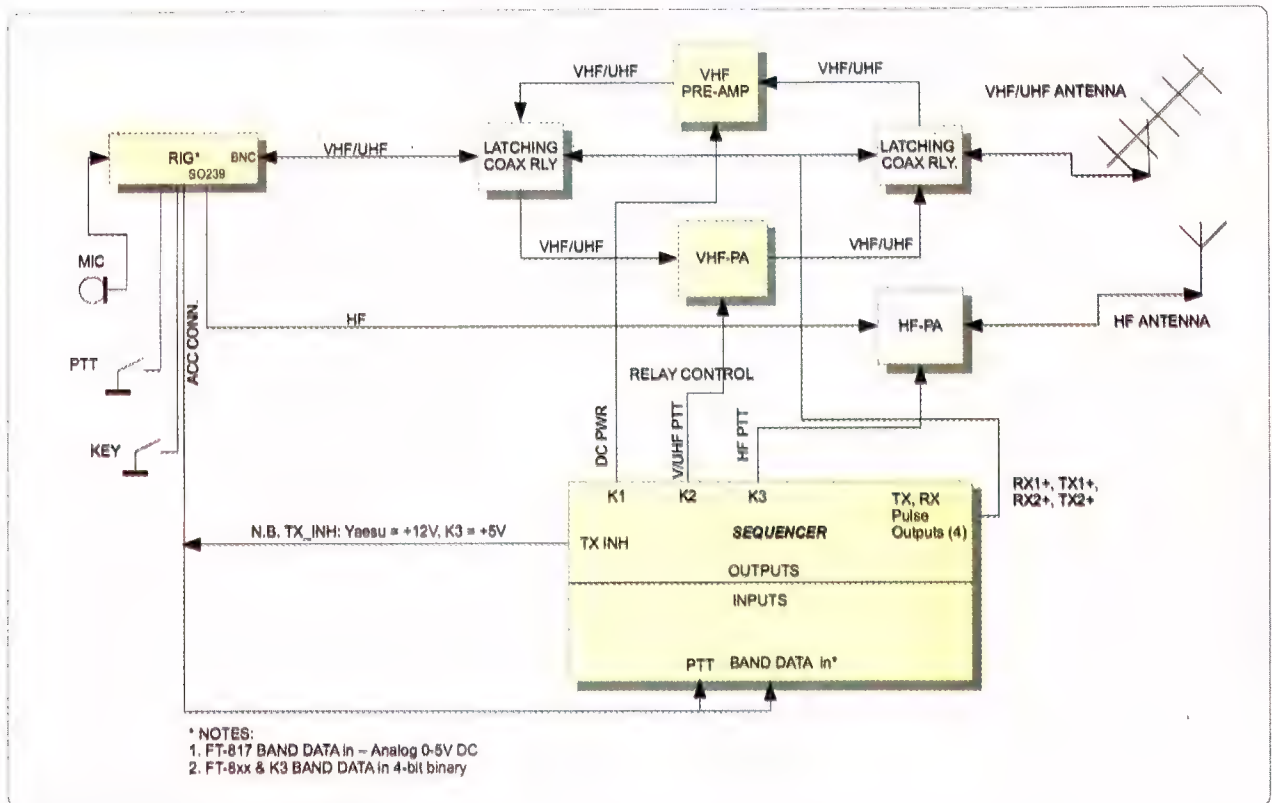 VHF/UHF
VHF
PRE-AMP
VHF/UHF
VHF/UHF ANTENNA
RIG*
BNC
SO239
VHF/UHF
LATCHING
COAX RLY
LATCHING
COAX RLY.
MIC
VHF/UHF
VHF-PA
VHF/UHF
HF
HF-PA
HF ANTENNA
PTT
ACC CONN.
RELAY CONTROL
KEY
DC PWR
V/UHF PTT
HF PTT
RX1+, TX1+,
RX2+, TX2+
K1
K2
K3
TX, RX
Pulse
Outputs (4)
N.B. TX_INH: Yaesu = +12V, K3 = +5V
TX INH
SEQUENCER
OUTPUTS
INPUTS
PTT
BAND DATA in*
* NOTES:
1. FT-817 BAND DATA in – Analog 0-5V DC
2. FT-8xx & K3 BAND DATA in 4-bit binary